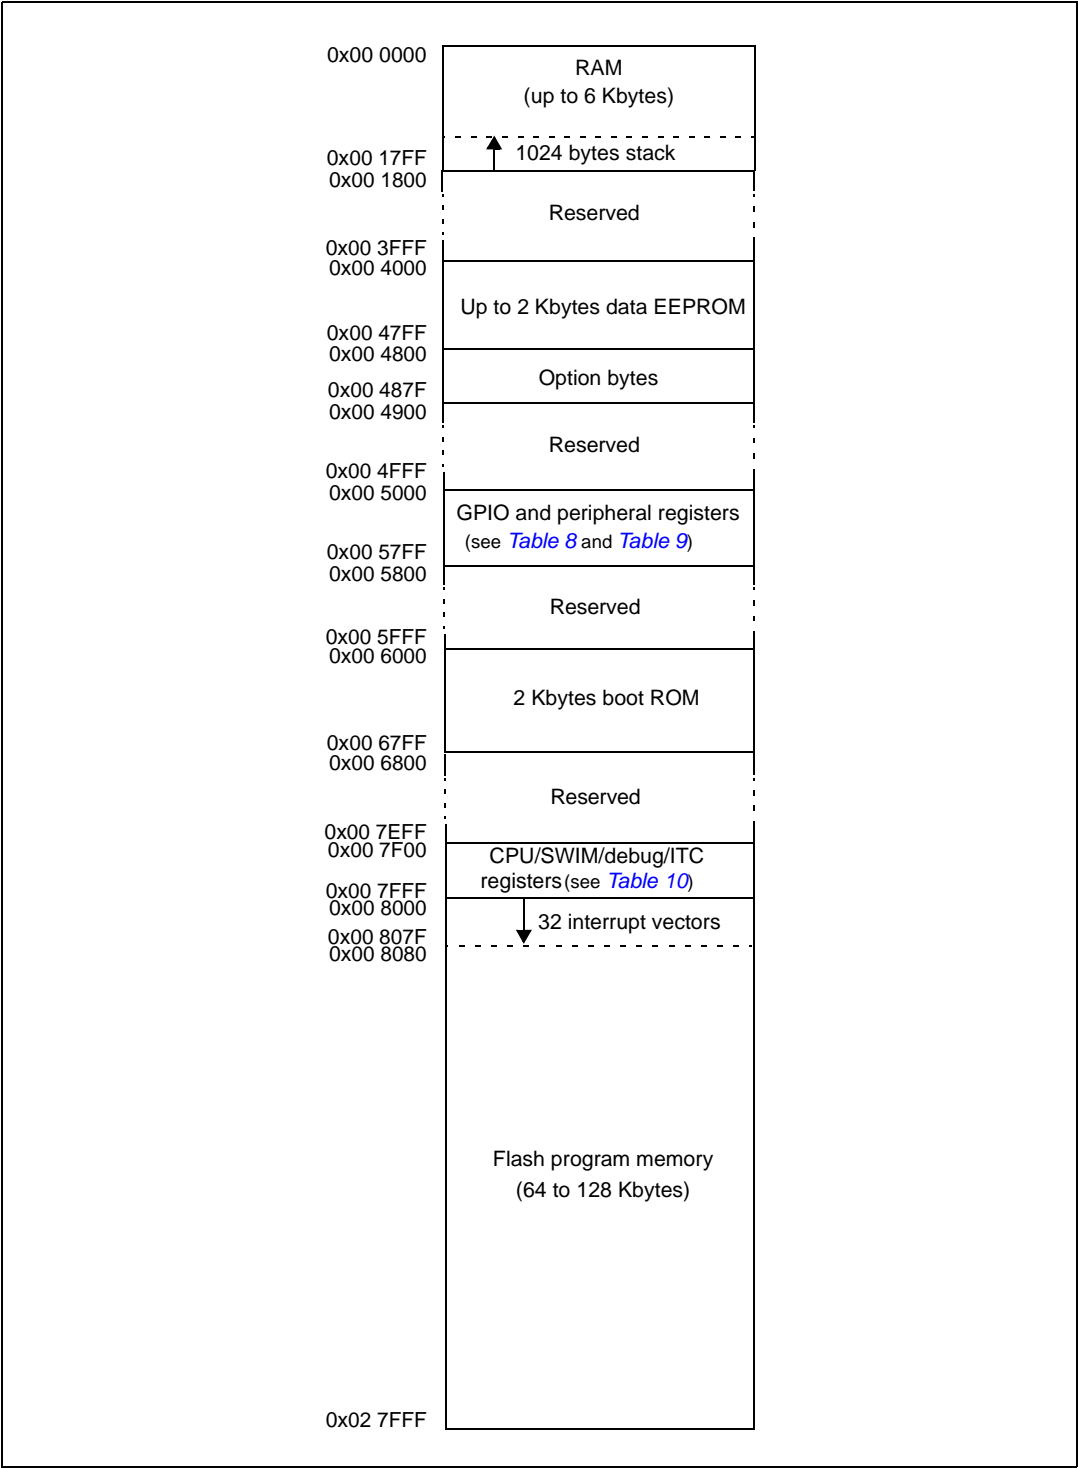 0x00 0000
RAM
(up to 6 Kbytes)
1024 bytes stack
0x00 17FF
0x00 1800
Reserved
0x00 3FFF
0x00 4000
Up to 2 Kbytes data EEPROM
0x00 47FF
0x00 4800
Option bytes
0x00 487F
0x00 4900
Reserved
0x00 4FFF
0x00 5000
GPIO and peripheral registers
(see Table 8 and Table 9)
0x00 57FF
0x00 5800
Reserved
0x00 5FFF
0x00 6000
2 Kbytes boot ROM
0x00 67FF
0x00 6800
Reserved
0x00 7EFF
0x00 7F00
CPU/SWIM/debug/ITC
registers (see Table 10)
0x00 7FFF
0x00 8000
32 interrupt vectors
0x00 807F
0x00 8080
Flash program memory
(64 to 128 Kbytes)
0x02 7FFF